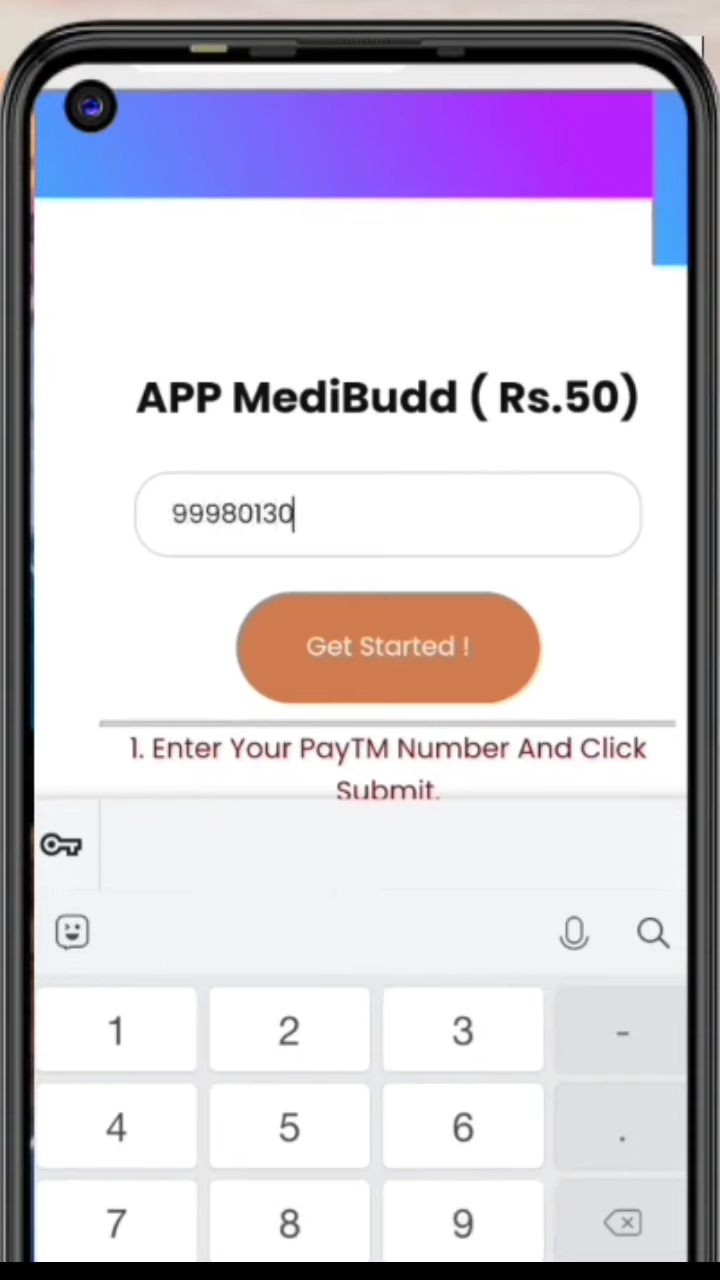 APP MediBudd ( Rs.50)
99980130
Get Started !
1. Enter Your PayTM Number And Click
Submit.
1 2 3 -
4 5 6 .
7 8 9